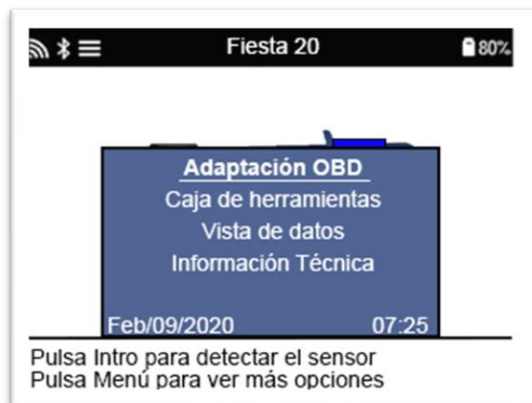 Fiesta 20
80%
Adaptación OBD
Caja de herramientas
Vista de datos
Información Técnica
Feb/09/2020 07:25
Pulsa Intro para detectar el sensor
Pulsa Menú para ver más opciones